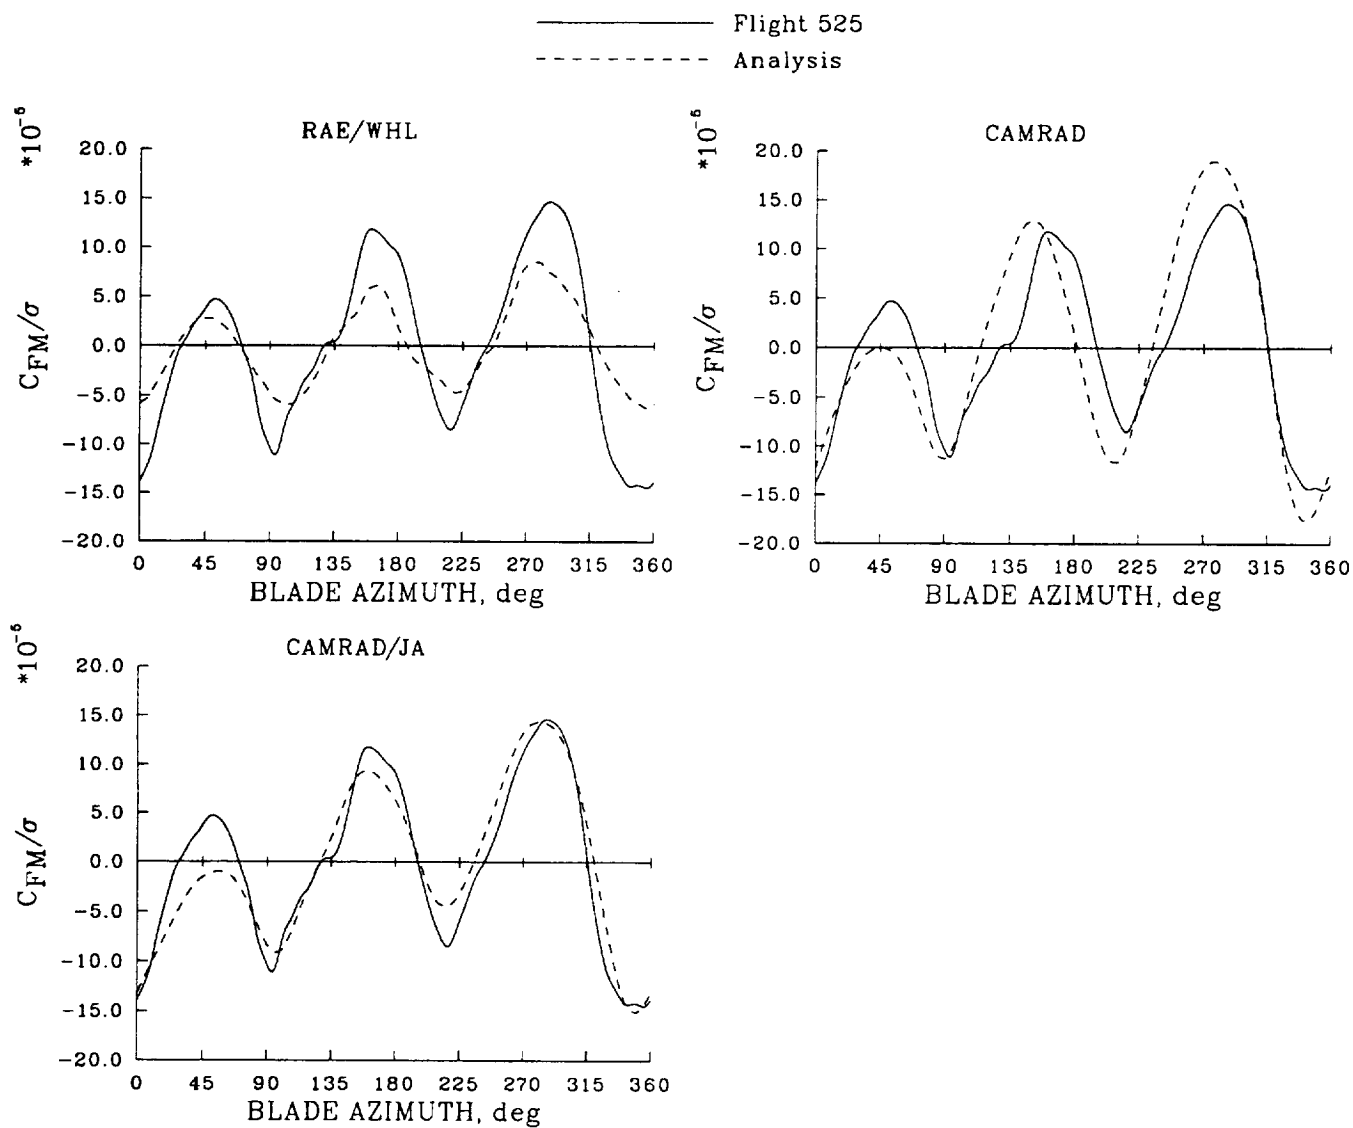 Flight 525
Analysis
RAE/WHL
*10⁻⁵
20.0
15.0
10.0
5.0
0.0
-5.0
-10.0
-15.0
-20.0
C_FM/σ
0 45 90 135 180 225 270 315 360
BLADE AZIMUTH, deg
CAMRAD
*10⁻⁵
20.0
15.0
10.0
5.0
0.0
-5.0
-10.0
-15.0
-20.0
C_FM/σ
0 45 90 135 180 225 270 315 360
BLADE AZIMUTH, deg
CAMRAD/JA
*10⁻⁵
20.0
15.0
10.0
5.0
0.0
-5.0
-10.0
-15.0
-20.0
C_FM/σ
0 45 90 135 180 225 270 315 360
BLADE AZIMUTH, deg